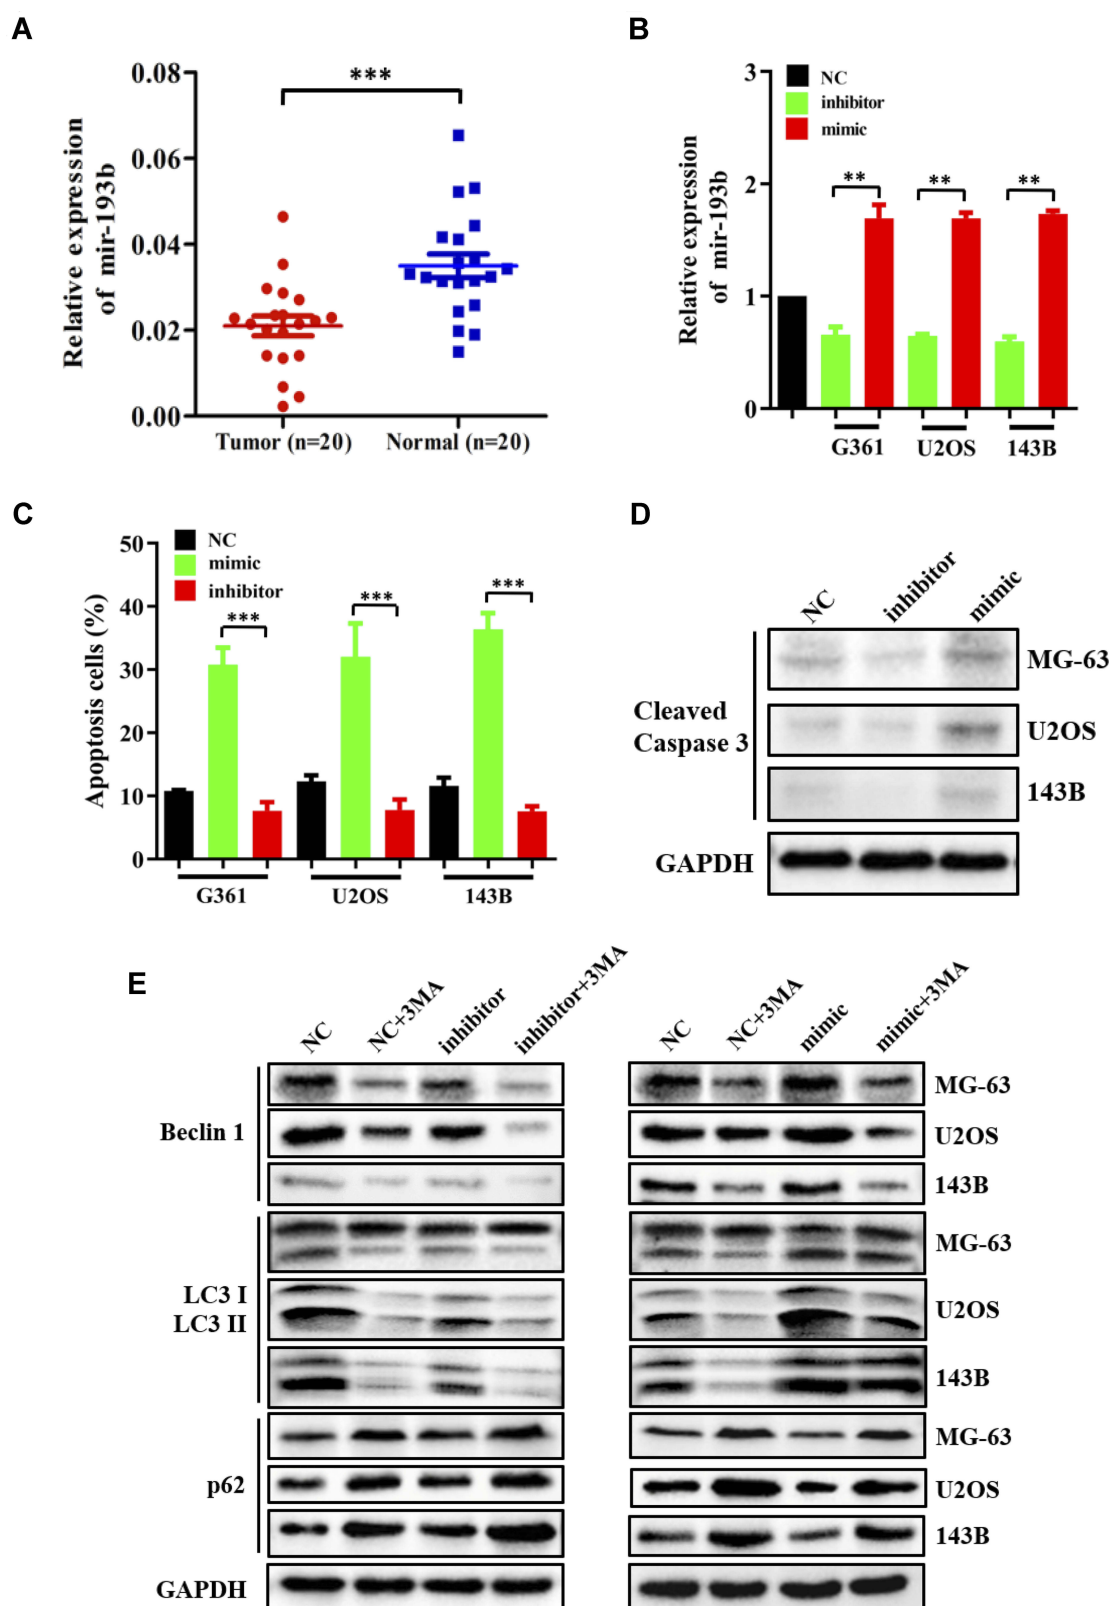 A
Relative expression
of mir-193b
0.08
0.06
0.04
0.02
0.00
***
Tumor (n=20)
Normal (n=20)
B
Relative expression
of mir-193b
3
2
1
0
NC
inhibitor
mimic
**
**
**
G361
U2OS
143B
C
Apoptosis cells (%)
50
40
30
20
10
0
NC
mimic
inhibitor
***
***
***
G361
U2OS
143B
D
NC
inhibitor
mimic
Cleaved
Caspase 3
MG-63
U2OS
143B
GAPDH
E
NC
NC+3MA
inhibitor
inhibitor+3MA
NC
NC+3MA
mimic
mimic+3MA
Beclin 1
MG-63
U2OS
143B
LC3 I
LC3 II
MG-63
U2OS
143B
p62
MG-63
U2OS
143B
GAPDH